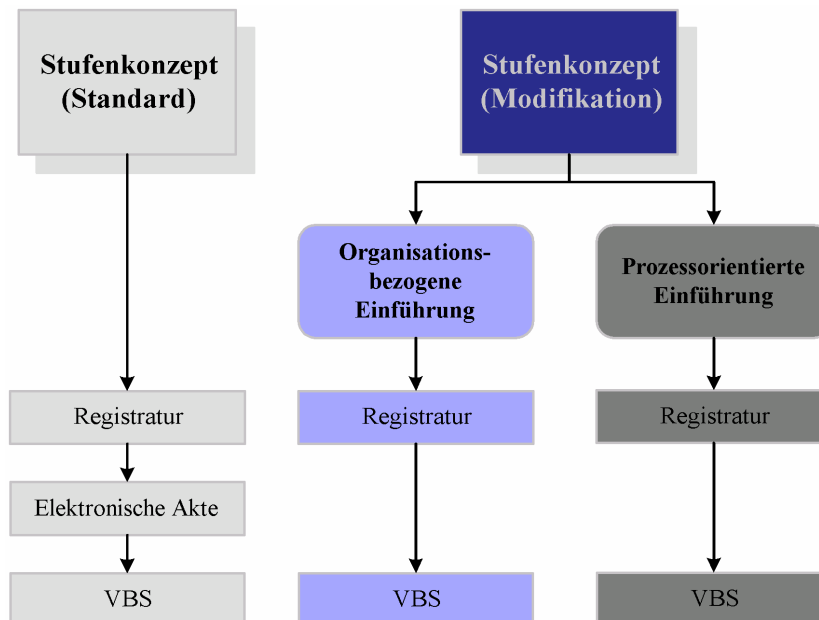 Stufenkonzept
(Standard)
Stufenkonzept
(Modifikation)
Organisations-
bezogene
Einführung
Prozessorientierte
Einführung
Registratur
Registratur
Registratur
Elektronische Akte
VBS
VBS
VBS